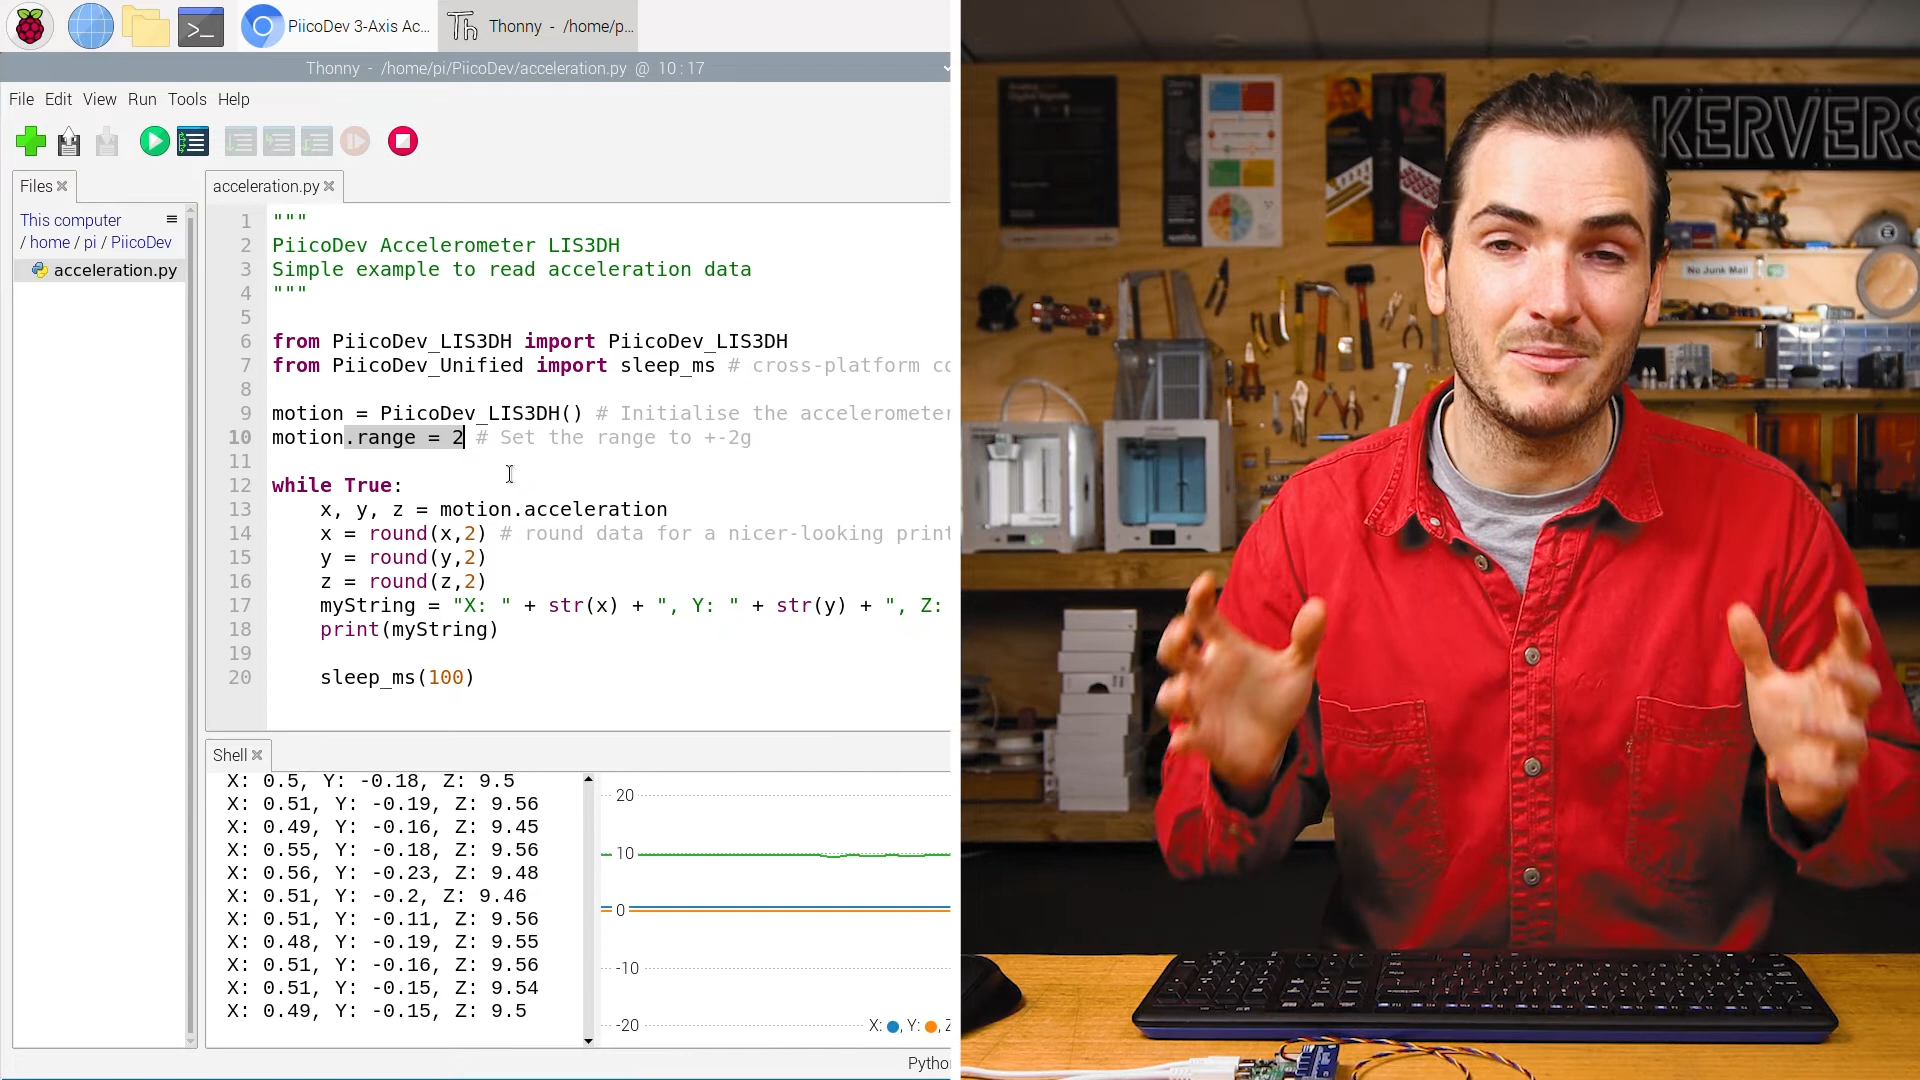 PiicoDev 3-Axis Ac...
Thonny - /home/p...
Thonny - /home/pi/PiicoDev/acceleration.py @ 10:17
File Edit View Run Tools Help
Files
acceleration.py
This computer
/ home / pi / PiicoDev
acceleration.py
1 """
2 PiicoDev Accelerometer LIS3DH
3 Simple example to read acceleration data
4 """
5
6 from PiicoDev_LIS3DH import PiicoDev_LIS3DH
7 from PiicoDev_Unified import sleep_ms # cross-platform co
8
9 motion = PiicoDev_LIS3DH() # Initialise the accelerometer
10 motion.range = 2 # Set the range to +-2g
11
12 while True:
13 x, y, z = motion.acceleration
14 x = round(x,2) # round data for a nicer-looking print
15 y = round(y,2)
16 z = round(z,2)
17 myString = "X: " + str(x) + ", Y: " + str(y) + ", Z:
18 print(myString)
19
20 sleep_ms(100)
Shell
X: 0.5, Y: -0.18, Z: 9.5
X: 0.51, Y: -0.19, Z: 9.56
X: 0.49, Y: -0.16, Z: 9.45
X: 0.55, Y: -0.18, Z: 9.56
X: 0.56, Y: -0.23, Z: 9.48
X: 0.51, Y: -0.2, Z: 9.46
X: 0.51, Y: -0.11, Z: 9.56
X: 0.48, Y: -0.19, Z: 9.55
X: 0.51, Y: -0.16, Z: 9.56
X: 0.51, Y: -0.15, Z: 9.54
X: 0.49, Y: -0.15, Z: 9.5
20
10
0
-10
-20
X: , Y: , Z
Pytho
KERVERS
No Junk Mail